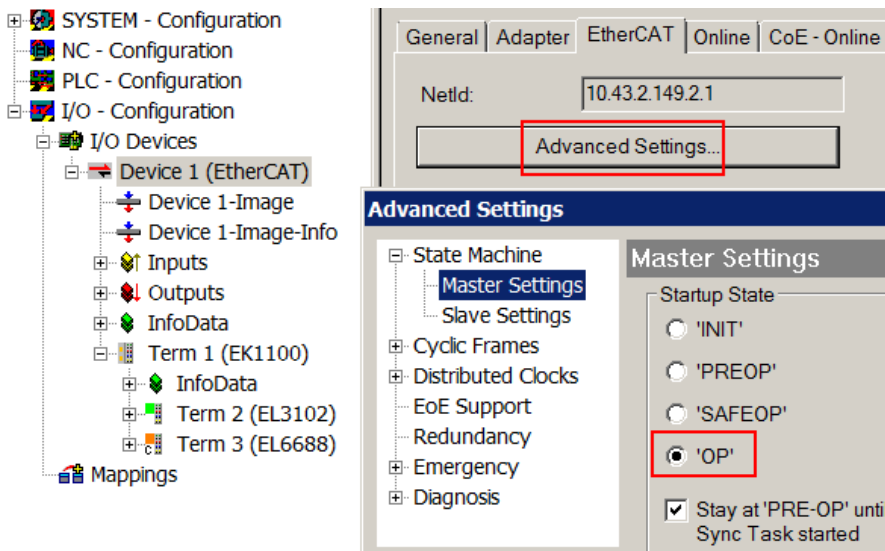 SYSTEM - Configuration
NC - Configuration
PLC - Configuration
I/O - Configuration
I/O Devices
Device 1 (EtherCAT)
Device 1-Image
Device 1-Image-Info
Inputs
Outputs
InfoData
Term 1 (EK1100)
InfoData
Term 2 (EL3102)
Term 3 (EL6688)
Mappings
General Adapter EtherCAT Online CoE - Online
NetId: 10.43.2.149.2.1
Advanced Settings...
Advanced Settings
State Machine
Master Settings
Slave Settings
Cyclic Frames
Distributed Clocks
EoE Support
Redundancy
Emergency
Diagnosis
Master Settings
Startup State
'INIT'
'PREOP'
'SAFEOP'
'OP'
Stay at 'PRE-OP' unti
Sync Task started